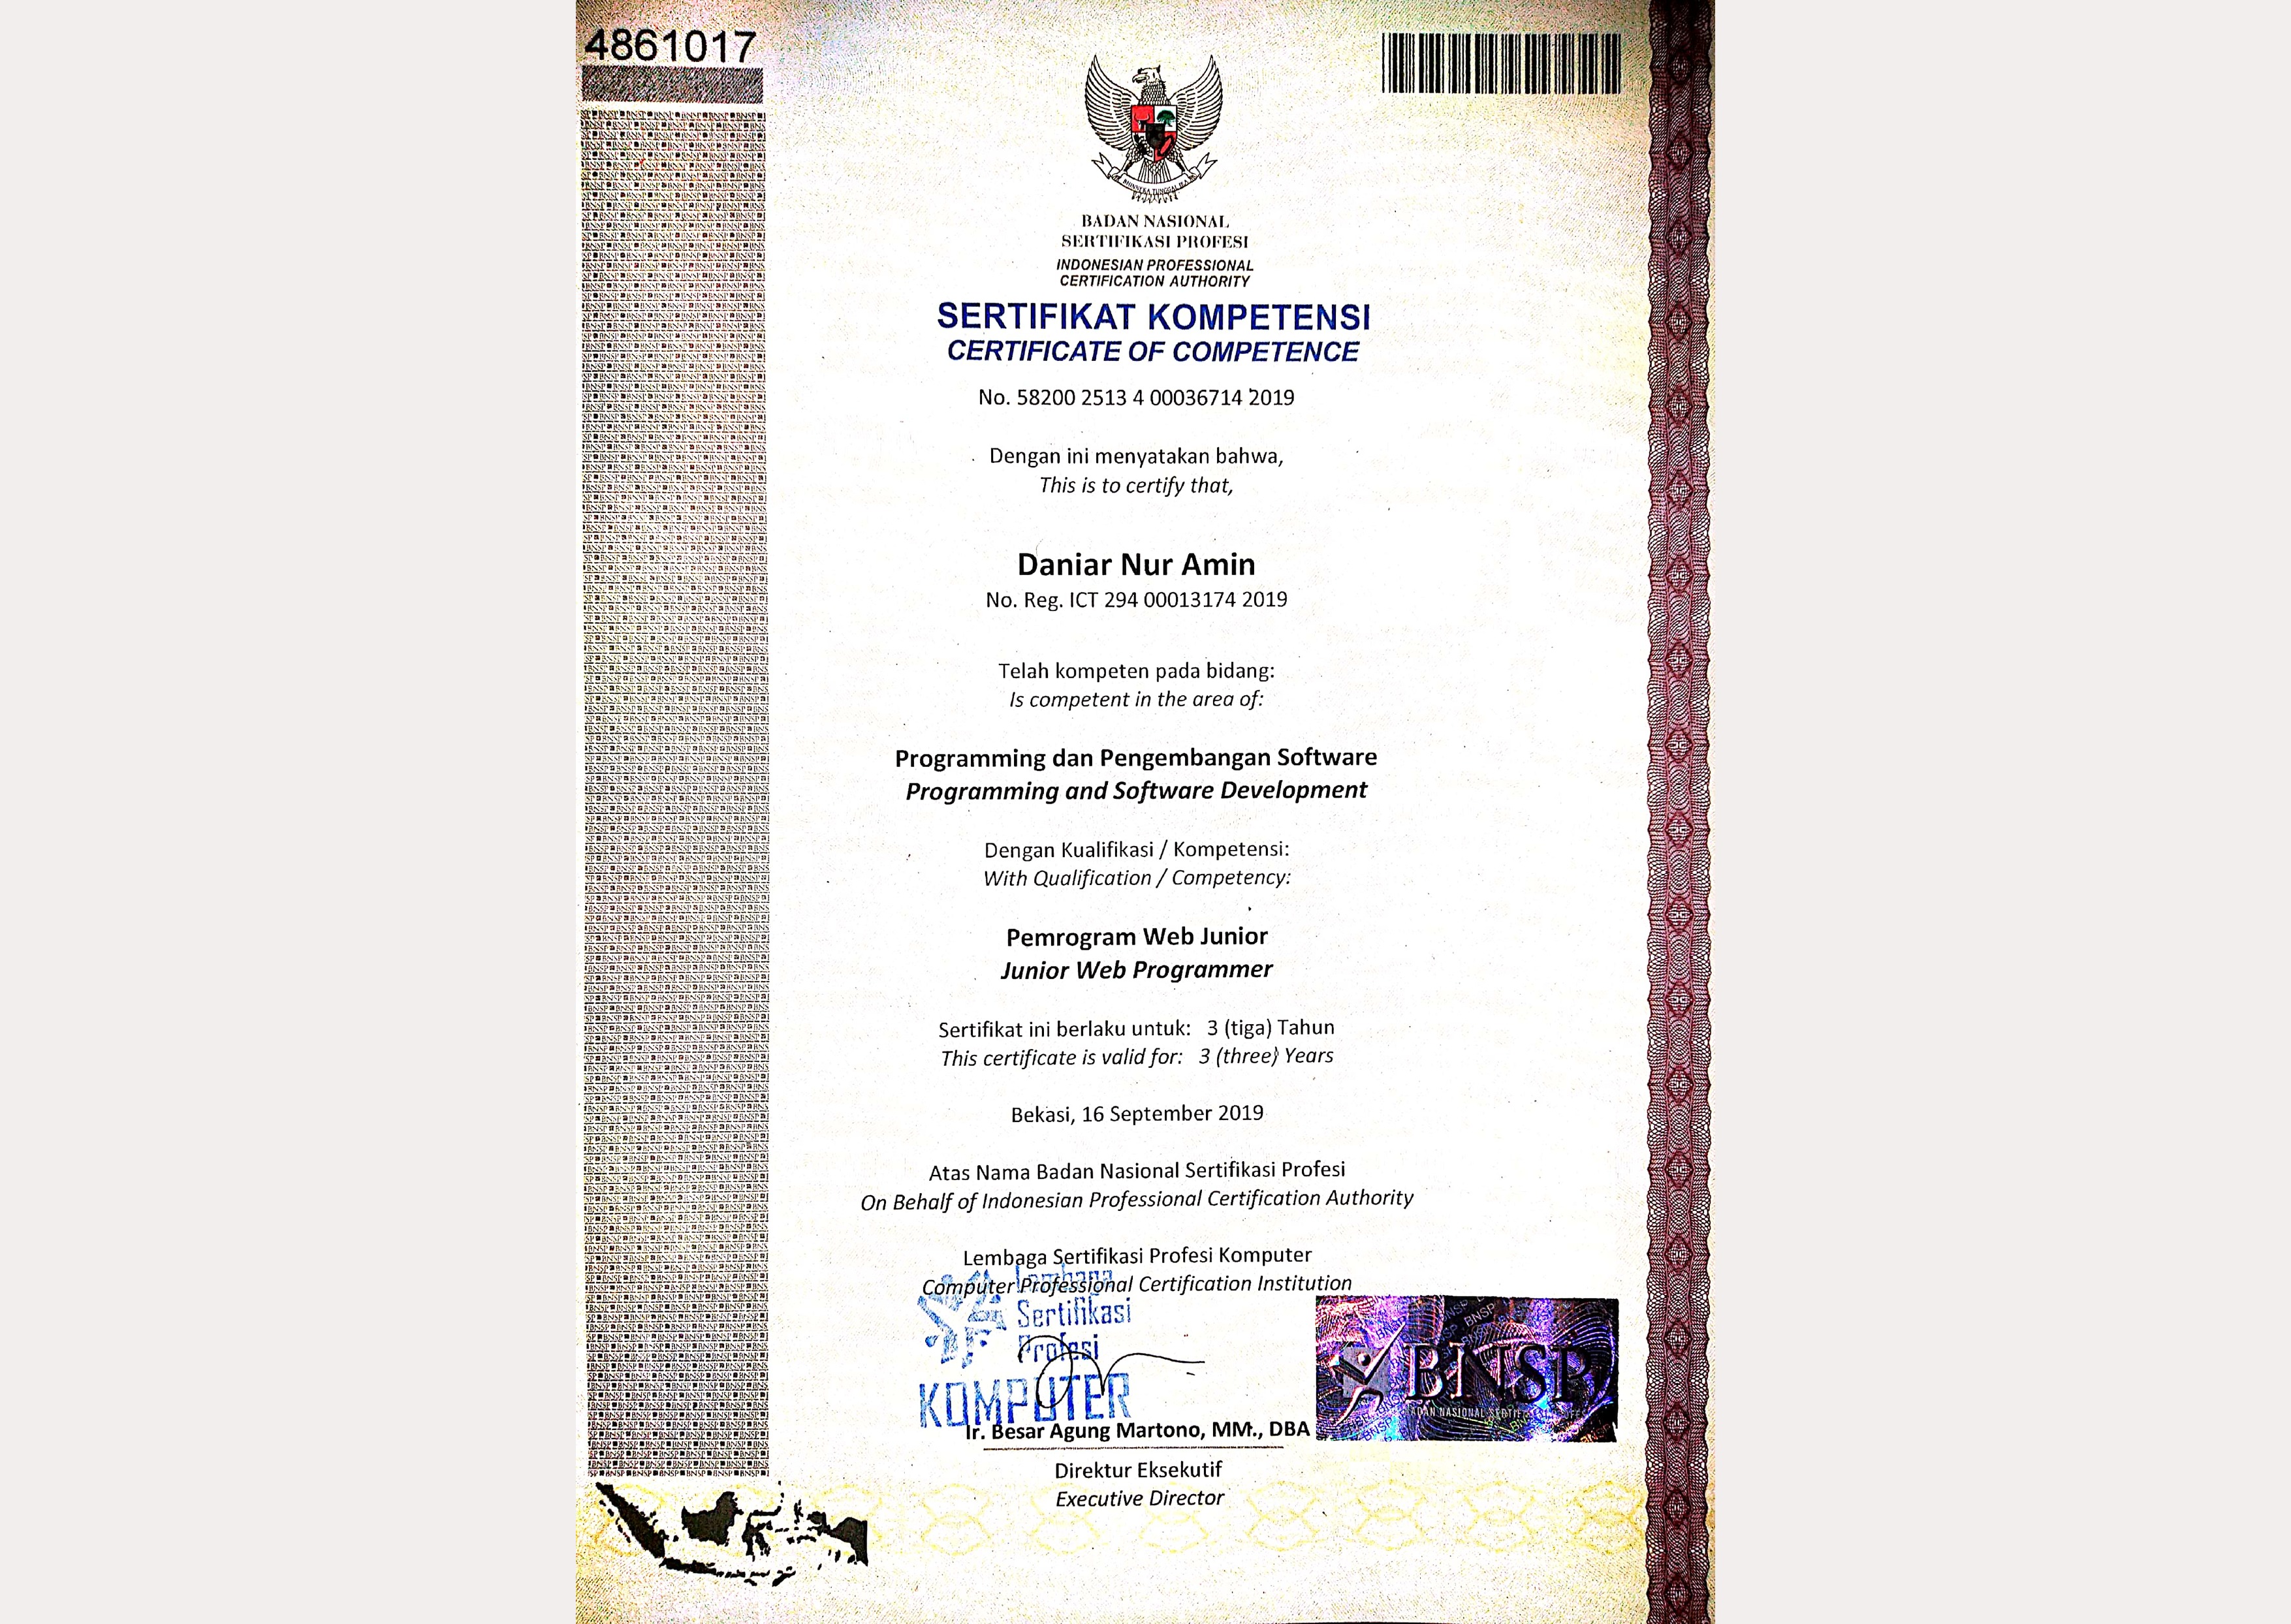 4861017
BHINNEKA TUNGGAL IKA
BADAN NASIONAL
SERTIFIKASI PROFESI
INDONESIAN PROFESSIONAL
CERTIFICATION AUTHORITY
SERTIFIKAT KOMPETENSI
CERTIFICATE OF COMPETENCE
No. 58200 2513 4 00036714 2019
Dengan ini menyatakan bahwa,
This is to certify that,
Daniar Nur Amin
No. Reg. ICT 294 00013174 2019
Telah kompeten pada bidang:
Is competent in the area of:
Programming dan Pengembangan Software
Programming and Software Development
Dengan Kualifikasi / Kompetensi:
With Qualification / Competency:
Pemrogram Web Junior
Junior Web Programmer
Sertifikat ini berlaku untuk: 3 (tiga) Tahun
This certificate is valid for: 3 (three) Years
Bekasi, 16 September 2019
Atas Nama Badan Nasional Sertifikasi Profesi
On Behalf of Indonesian Professional Certification Authority
Lembaga Sertifikasi Profesi Komputer
Computer Professional Certification Institution
Lembaga
Sertifikasi
Profesi
KOMPUTER
BNSP
Ir. Besar Agung Martono, MM., DBA
Direktur Eksekutif
Executive Director